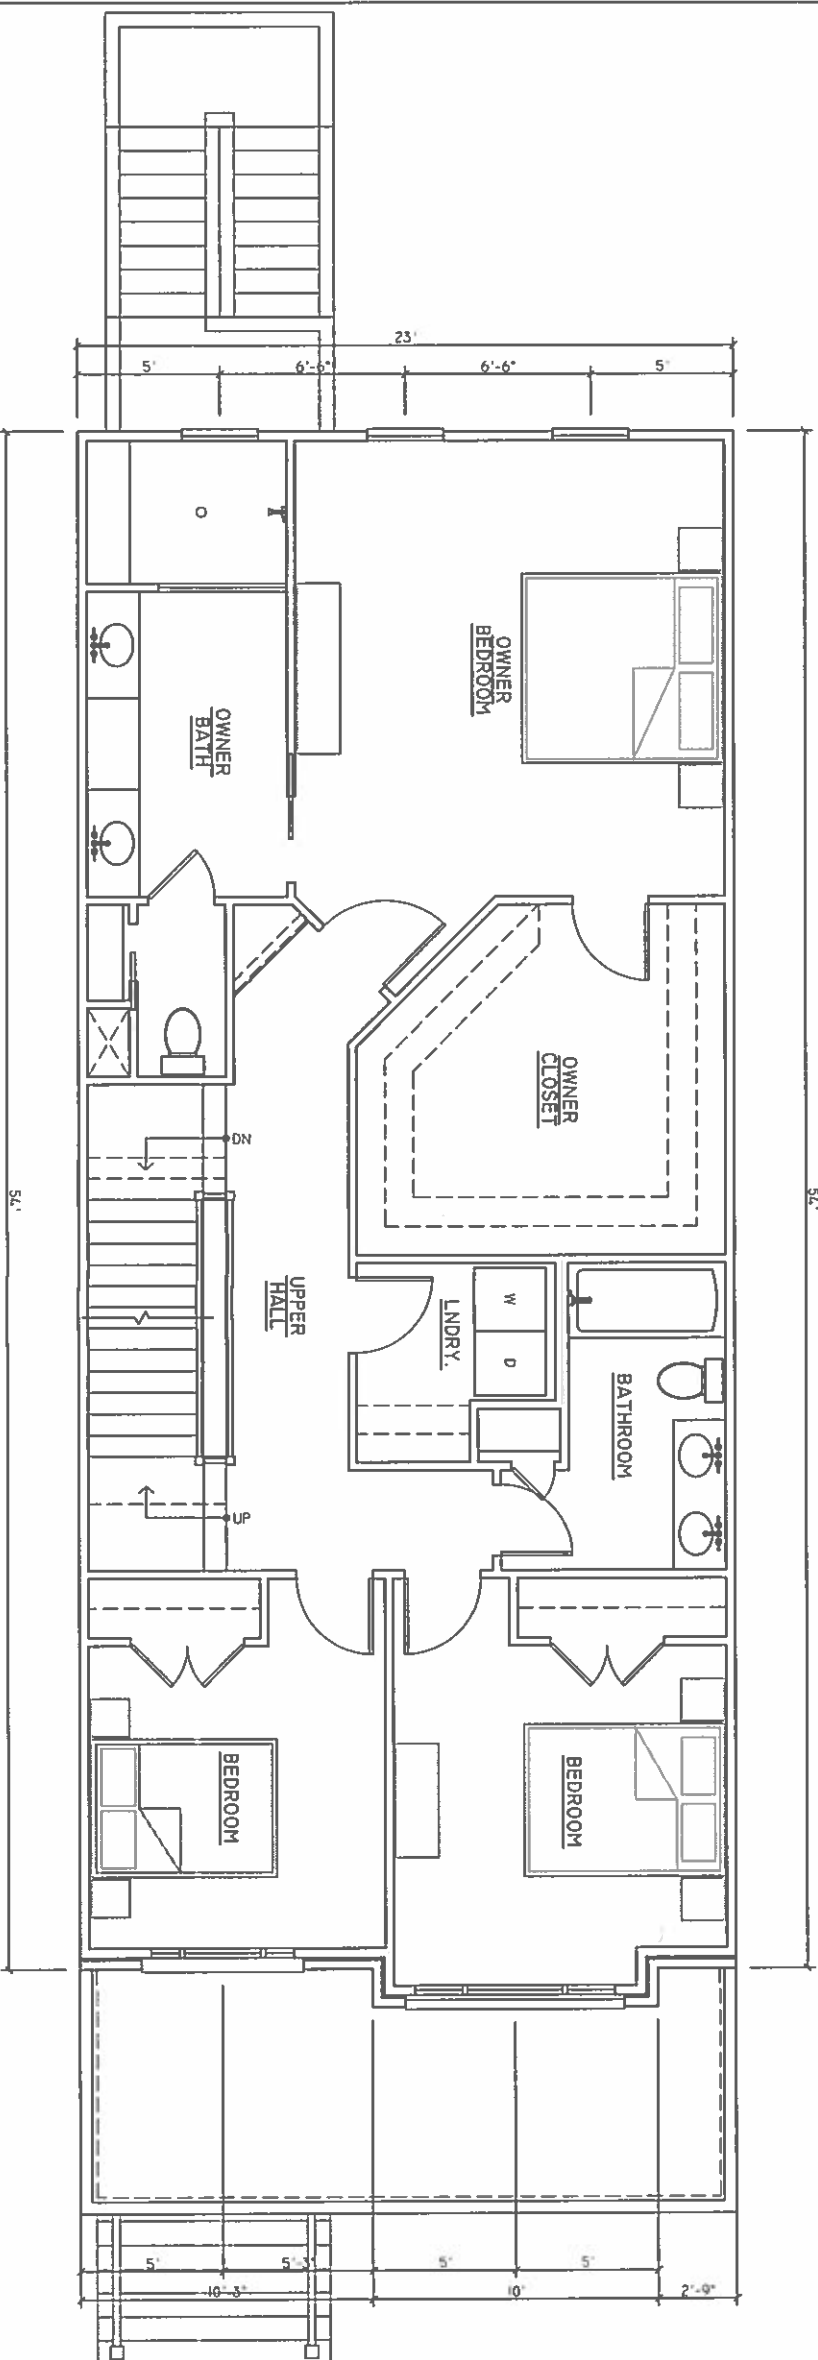 23'
5'
6'-6"
6'-6"
5'
OWNER
BEDROOM
OWNER
BATH
OWNER
CLOSET
DN
54'
54'
UPPER
HALL
W
D
LNDRY.
BATHROOM
UP
BEDROOM
BEDROOM
5'
5'-3"
5'
5'
10'-3"
10'
2'-9"